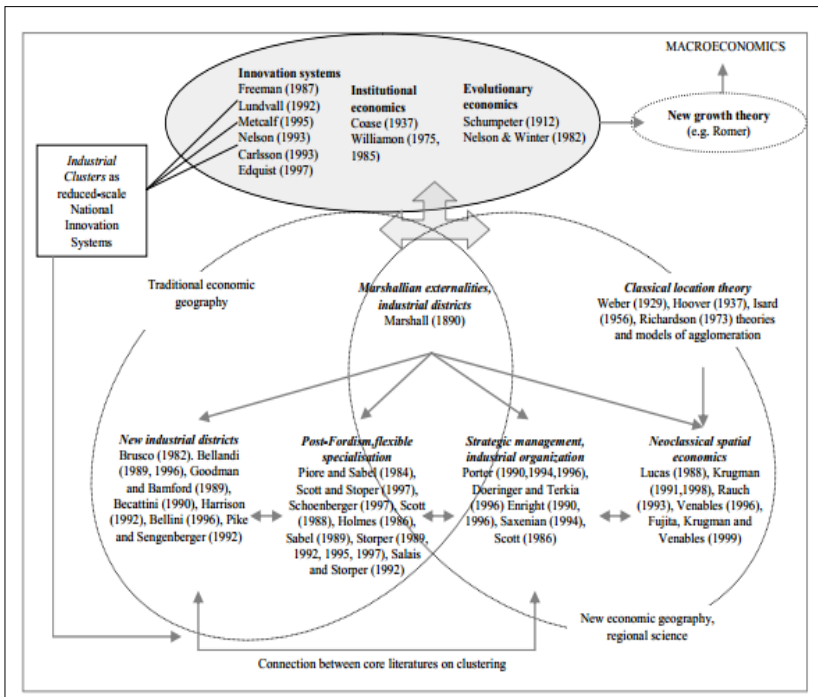 MACROECONOMICS
Innovation systems
Freeman (1987)
Lundvall (1992)
Metcalf (1995)
Nelson (1993)
Carlsson (1993)
Edquist (1997)
Institutional
economics
Coase (1937)
Williamon (1975,
1985)
Evolutionary
economics
Schumpeter (1912)
Nelson & Winter (1982)
New growth theory
(e.g. Romer)
Industrial
Clusters as
reduced-scale
National
Innovation
Systems
Traditional economic
geography
Marshallian externalities,
industrial districts
Marshall (1890)
Classical location theory
Weber (1929), Hoover (1937), Isard
(1956), Richardson (1973) theories
and models of agglomeration
New industrial districts
Brusco (1982). Bellandi
(1989, 1996), Goodman
and Bamford (1989),
Becattini (1990), Harrison
(1992), Bellini (1996), Pike
and Sengenberger (1992)
Post-Fordism,flexible
specialisation
Piore and Sabel (1984),
Scott and Stoper (1997),
Schoenberger (1997), Scott
(1988), Holmes (1986),
Sabel (1989), Storper (1989,
1992, 1995, 1997), Salais
and Storper (1992)
Strategic management,
industrial organization
Porter (1990,1994,1996),
Doeringer and Terkia
(1996) Enright (1990,
1996), Saxenian (1994),
Scott (1986)
Neoclassical spatial
economics
Lucas (1988), Krugman
(1991,1998), Rauch
(1993), Venables (1996),
Fujita, Krugman and
Venables (1999)
New economic geography,
regional science
Connection between core literatures on clustering